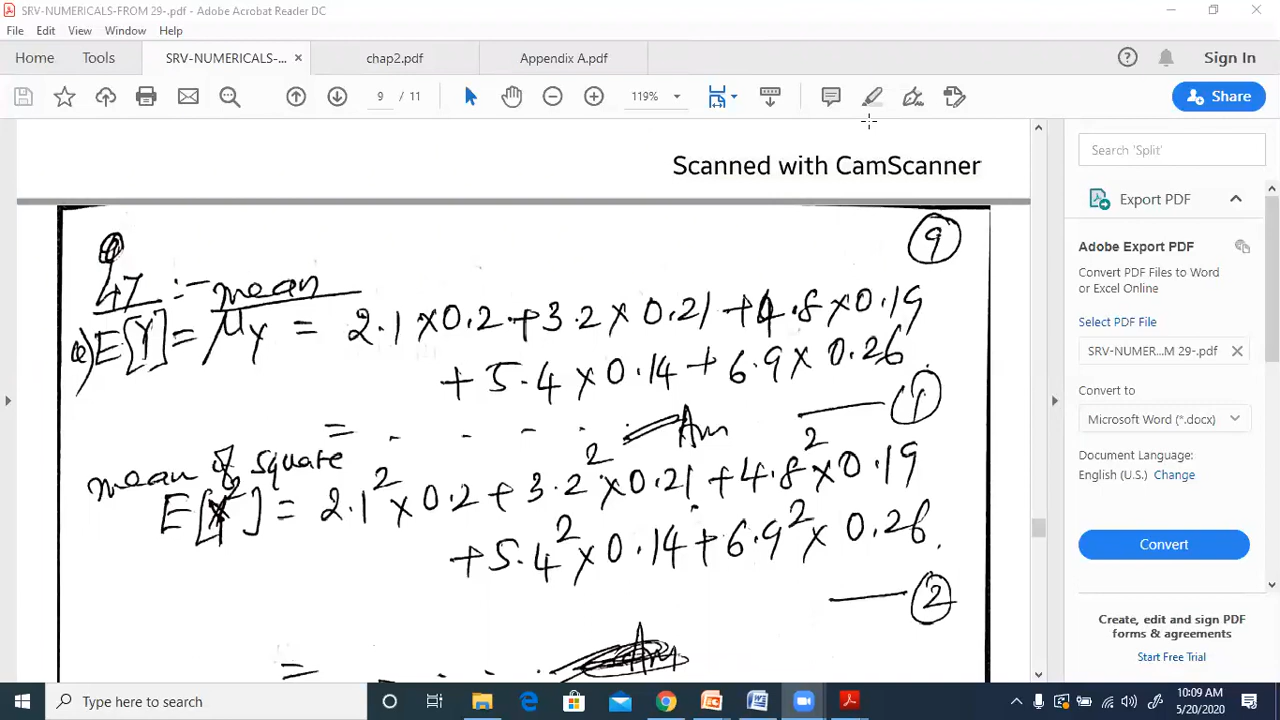 SRV-NUMERICALS-FROM 29-.pdf - Adobe Acrobat Reader DC
File Edit View Window Help
Home Tools SRV-NUMERICALS-... × chap2.pdf Appendix A.pdf Sign In
9 / 11 119% Share
Scanned with CamScanner
9
47 :- mean
a) E[Y] = μY = 2.1 × 0.2 + 3.2 × 0.21 + 4.8 × 0.19
+ 5.4 × 0.14 + 6.9 × 0.26
= - - - . . Am 1
mean of square
E[Y²] = 2.1² × 0.2 + 3.2² × 0.21 + 4.8² × 0.19
+ 5.4² × 0.14 + 6.9² × 0.26
2
=
Search 'Split'
Export PDF
Adobe Export PDF
Convert PDF Files to Word
or Excel Online
Select PDF File
SRV-NUMER...M 29-.pdf ×
Convert to
Microsoft Word (*.docx)
Document Language:
English (U.S.) Change
Convert
Create, edit and sign PDF
forms & agreements
Start Free Trial
Type here to search
10:09 AM
5/20/2020